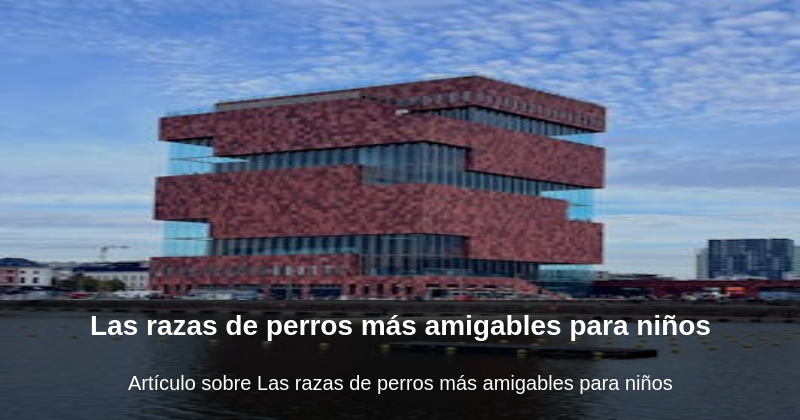 Las razas de perros más amigables para niños
Artículo sobre Las razas de perros más amigables para niños